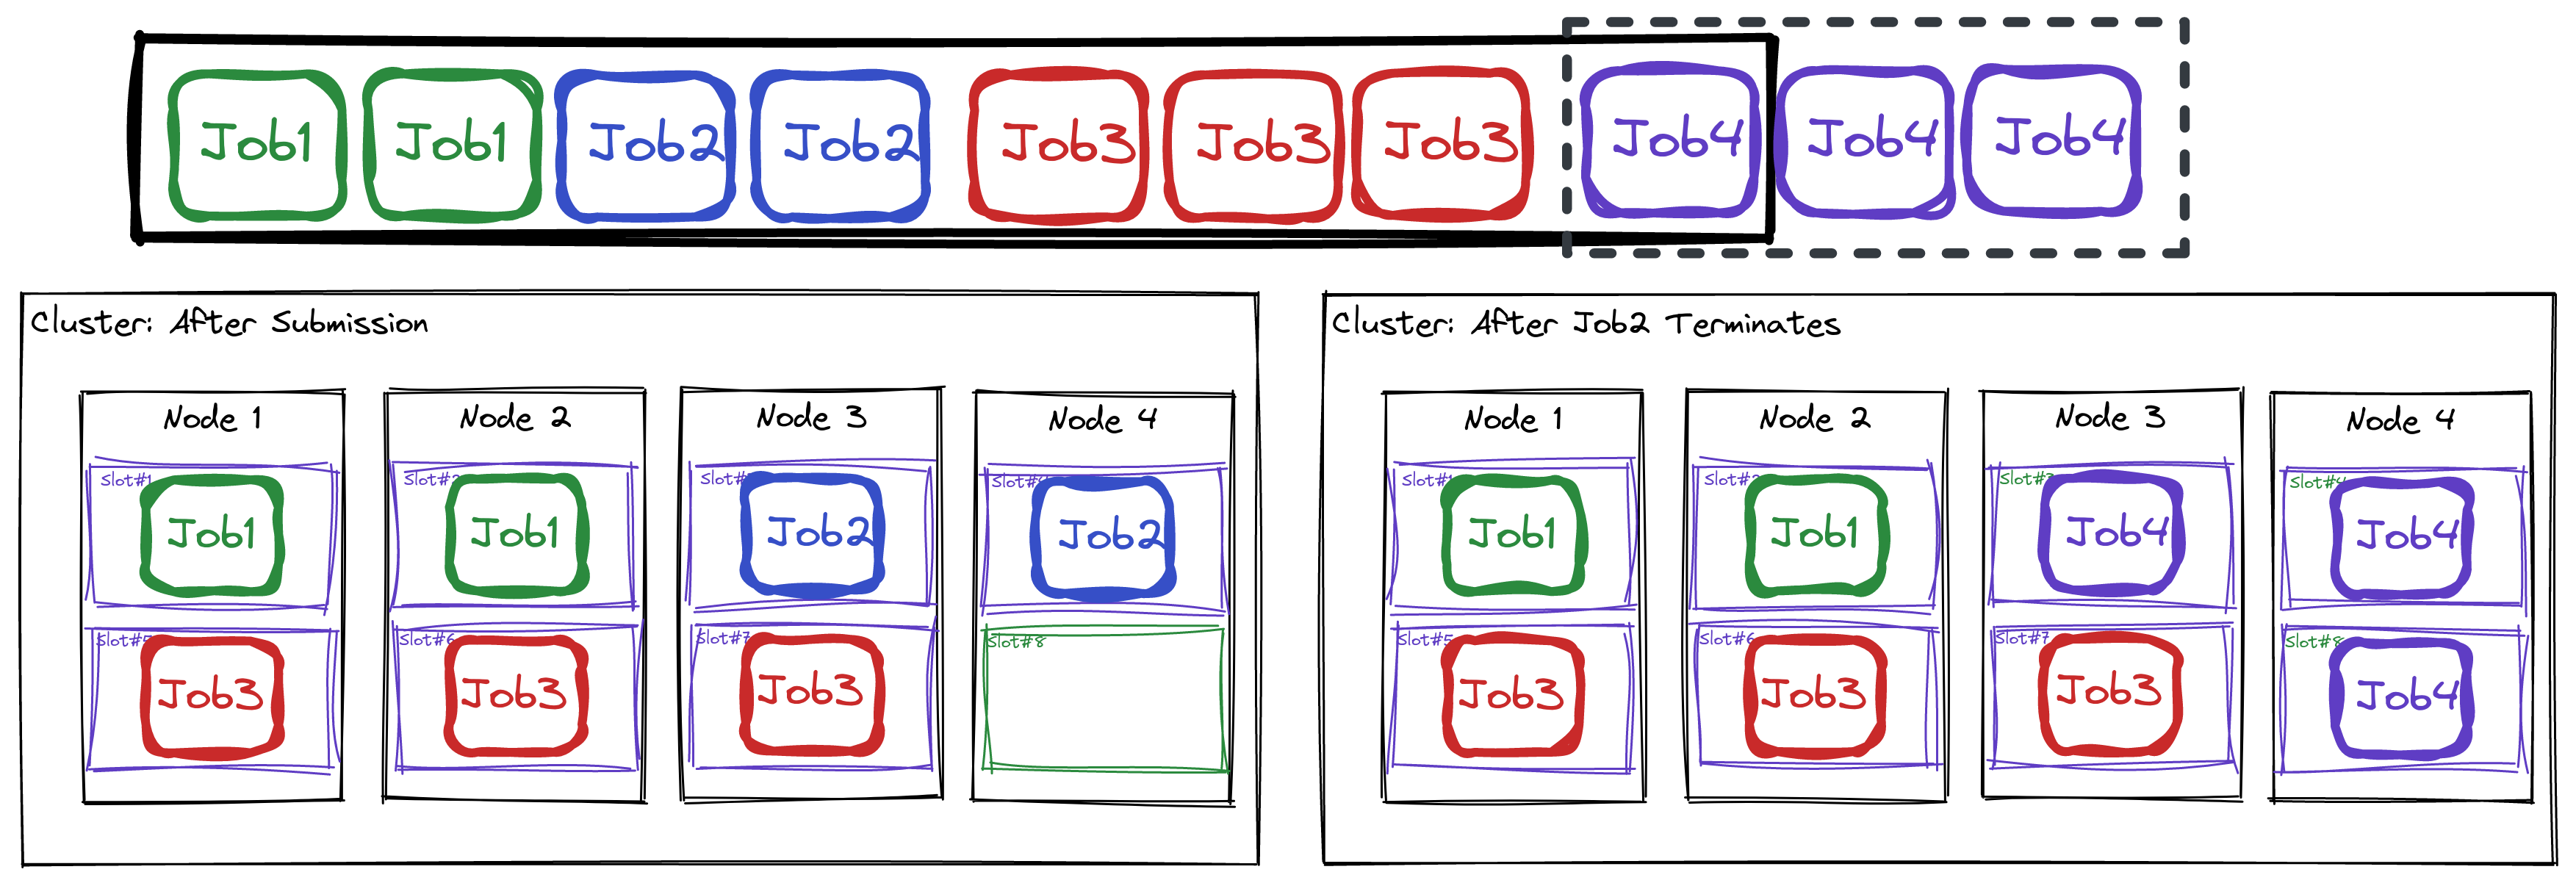 Job1 Job1 Job2 Job2 Job3 Job3 Job3 Job4 Job4 Job4
Cluster: After Submission
Node 1 Node 2 Node 3 Node 4
Slot#1 Slot#2 Slot# Slot#4
Job1 Job1 Job2 Job2
Slot#5 Slot#6 Slot#7 Slot#8
Job3 Job3 Job3
Cluster: After Job2 Terminates
Node 1 Node 2 Node 3 Node 4
Slot#1 Slot#2 Slot#3 Slot#4
Job1 Job1 Job4 Job4
Slot#5 Slot#6 Slot#7 Slot#8
Job3 Job3 Job3 Job4